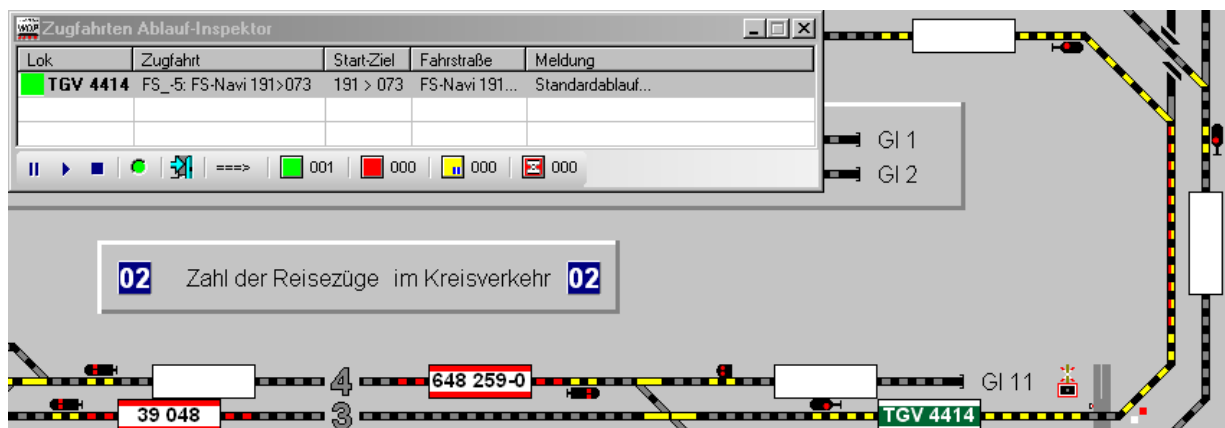 WDP Zugfahrten Ablauf-Inspektor
Lok Zugfahrt Start-Ziel Fahrstraße Meldung
TGV 4414 FS_-5: FS-Navi 191>073 191 > 073 FS-Navi 191... Standardablauf...
===> 001 000 000 000
Gl 1
Gl 2
02 Zahl der Reisezüge im Kreisverkehr 02
4 648 259-0 Gl 11
39 048 3 TGV 4414